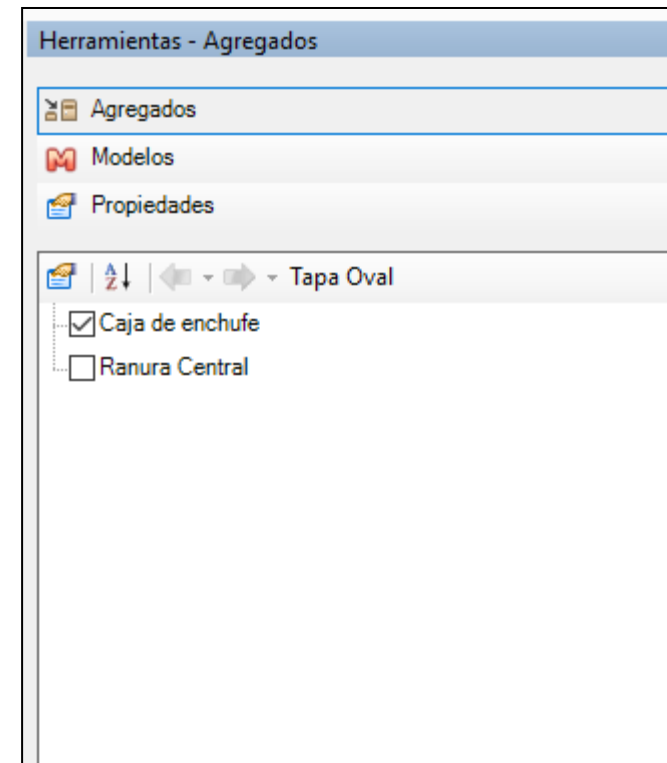 Herramientas - Agregados
Agregados
Modelos
Propiedades
Tapa Oval
Caja de enchufe
Ranura Central